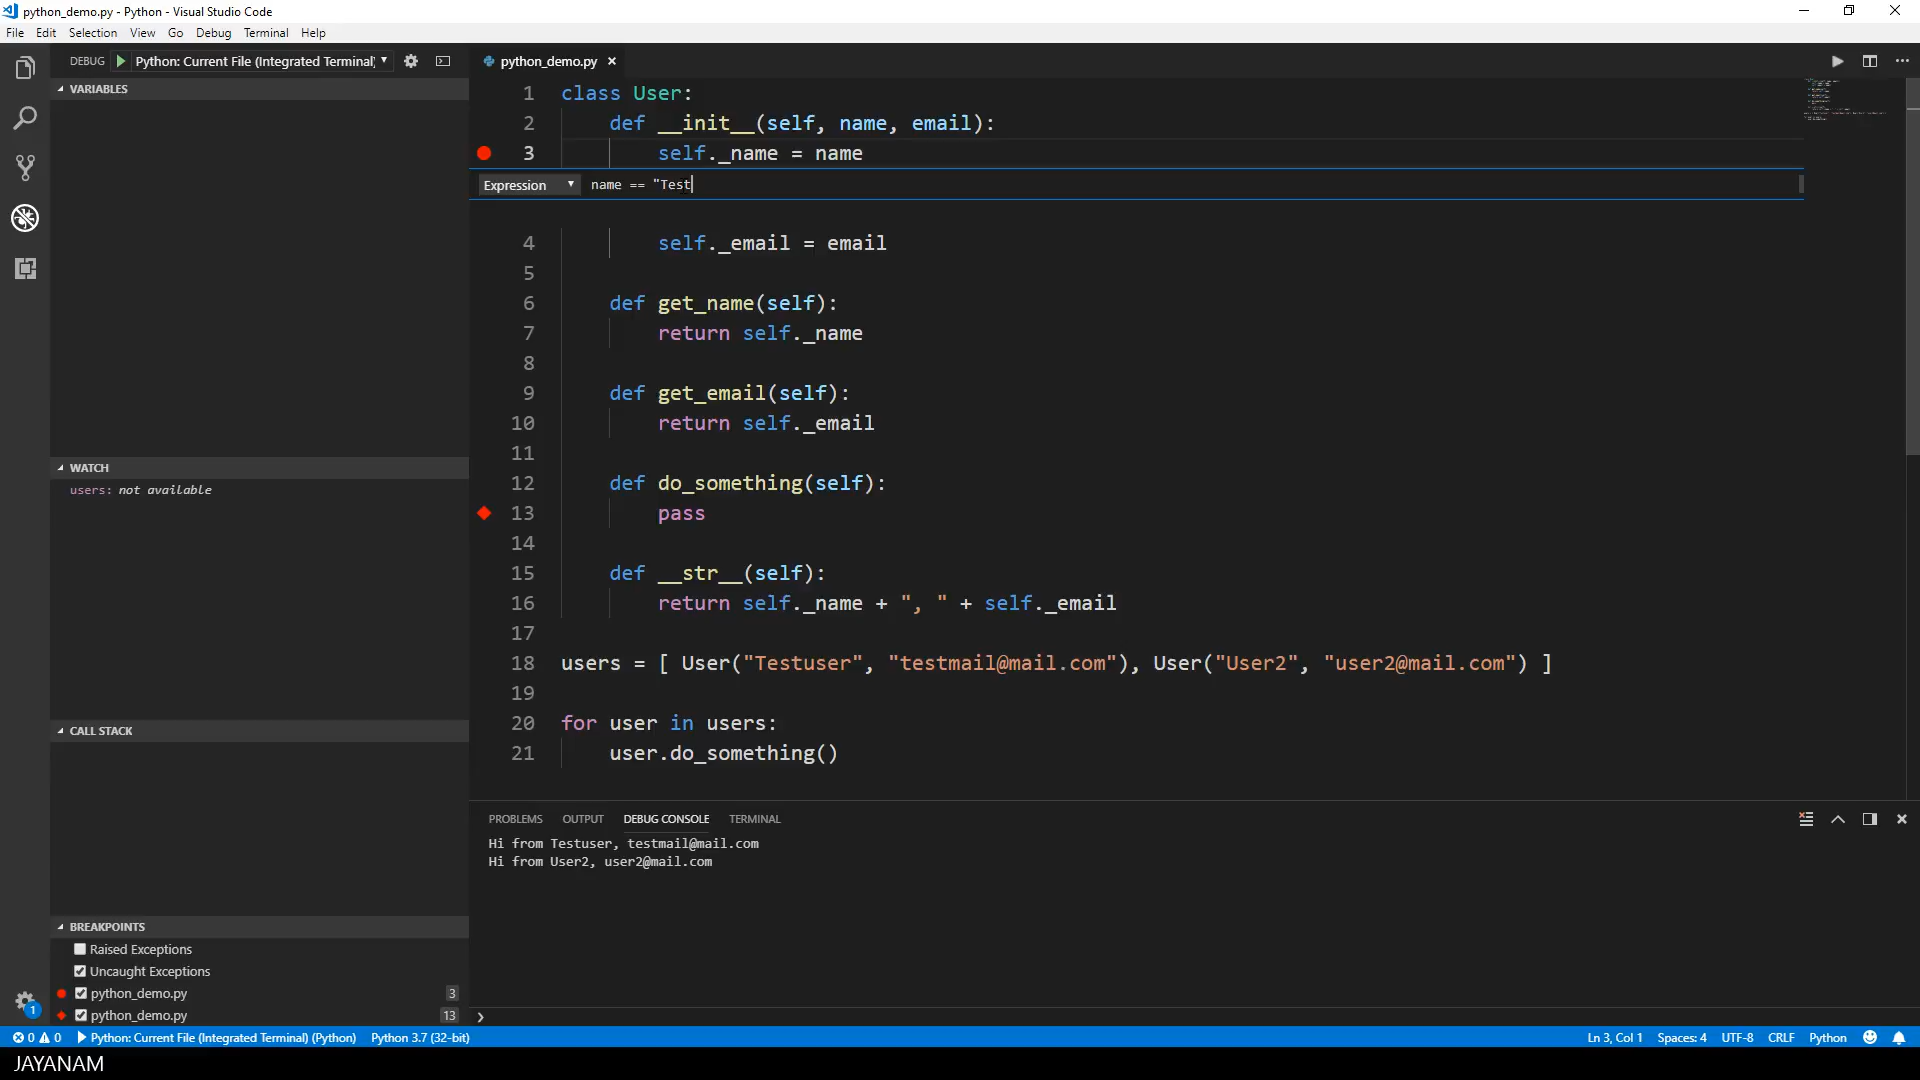 python_demo.py - Python - Visual Studio Code
File Edit Selection View Go Debug Terminal Help
DEBUG Python: Current File (Integrated Terminal)
VARIABLES
WATCH
users: not available
CALL STACK
BREAKPOINTS
Raised Exceptions
Uncaught Exceptions
python_demo.py 3
python_demo.py 13
1
python_demo.py
1 class User:
2 def __init__(self, name, email):
3 self._name = name
Expression name == "Test
4 self._email = email
5
6 def get_name(self):
7 return self._name
8
9 def get_email(self):
10 return self._email
11
12 def do_something(self):
13 pass
14
15 def __str__(self):
16 return self._name + ", " + self._email
17
18 users = [ User("Testuser", "testmail@mail.com"), User("User2", "user2@mail.com") ]
19
20 for user in users:
21 user.do_something()
PROBLEMS OUTPUT DEBUG CONSOLE TERMINAL
Hi from Testuser, testmail@mail.com
Hi from User2, user2@mail.com
0 0 Python: Current File (Integrated Terminal) (Python) Python 3.7 (32-bit) Ln 3, Col 1 Spaces: 4 UTF-8 CRLF Python
JAYANAM